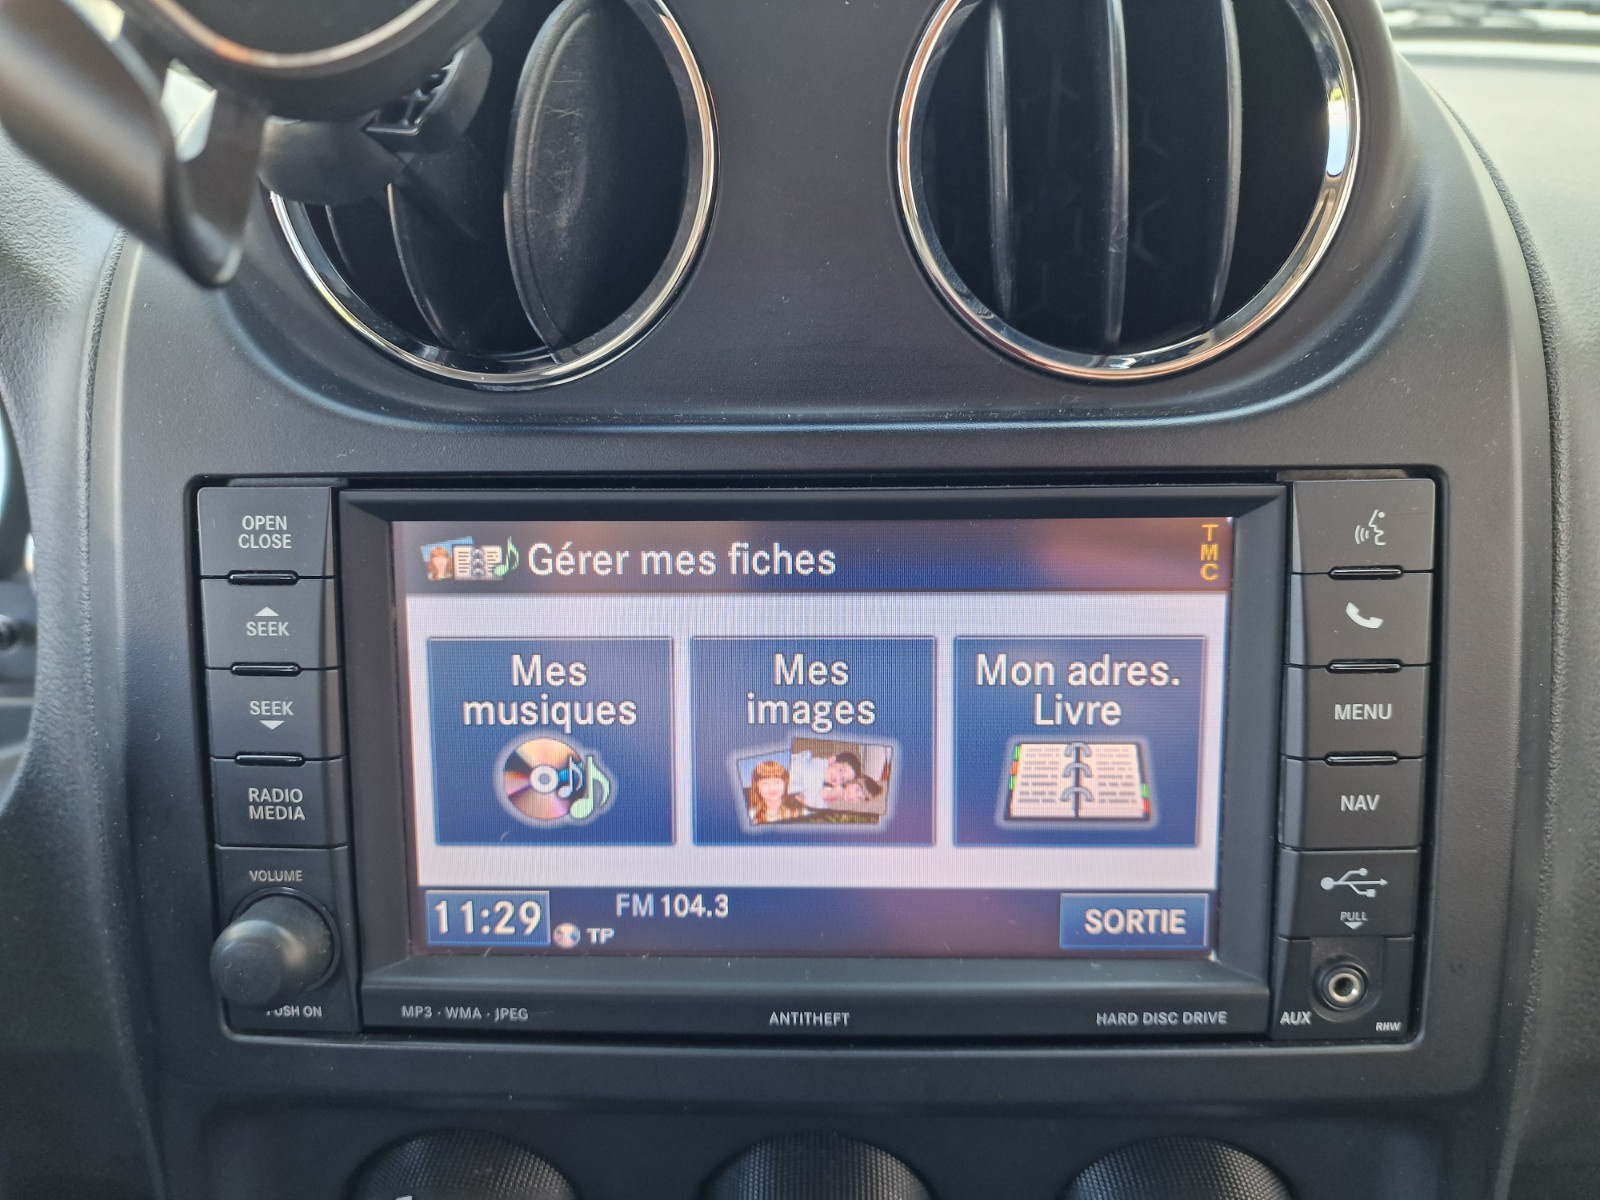 OPEN
CLOSE
SEEK
SEEK
RADIO
MEDIA
VOLUME
PUSH ON
Gérer mes fiches
TMC
Mes
musiques
Mes
images
Mon adres.
Livre
11:29
TP
FM 104.3
SORTIE
MP3 · WMA · JPEG
ANTITHEFT
HARD DISC DRIVE
MENU
NAV
PULL
AUX
RHW